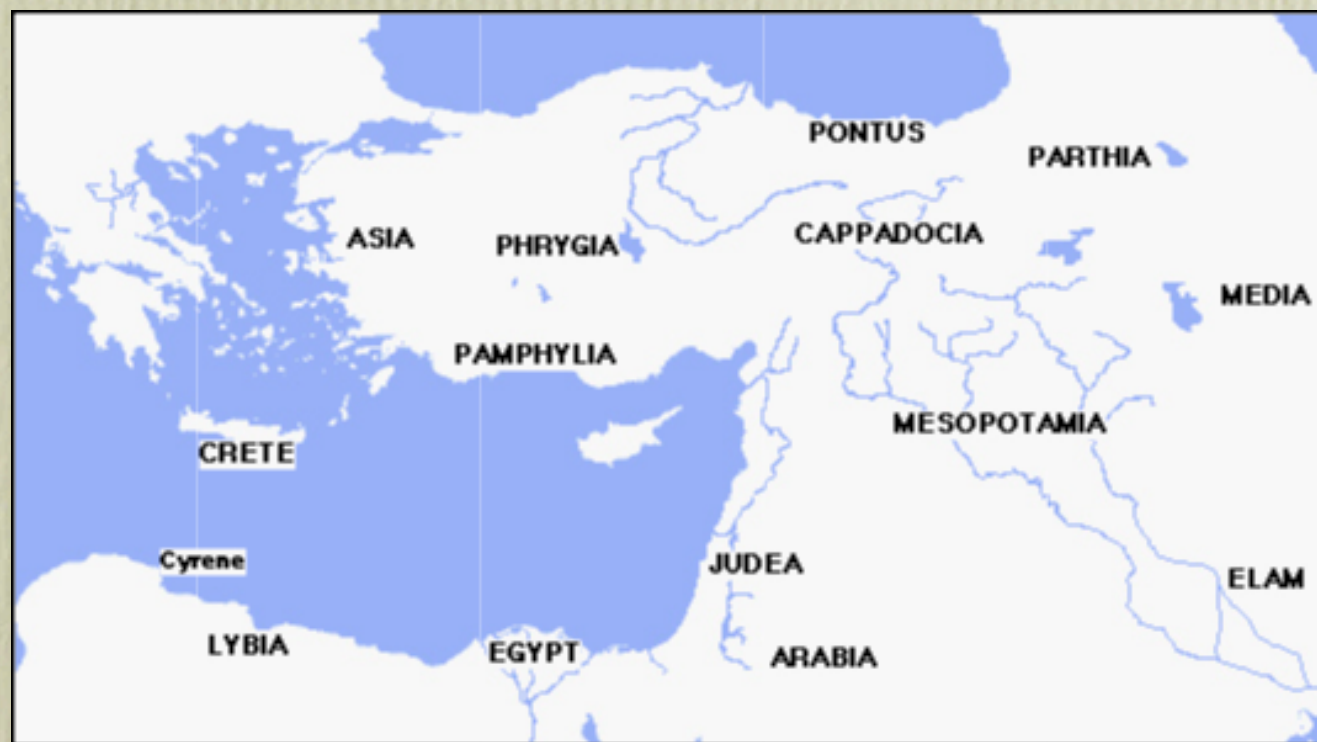 PONTUS
PARTHIA
ASIA
PHRYGIA
CAPPADOCIA
MEDIA
PAMPHYLIA
MESOPOTAMIA
CRETE
Cyrene
JUDEA
ELAM
LYBIA
EGYPT
ARABIA